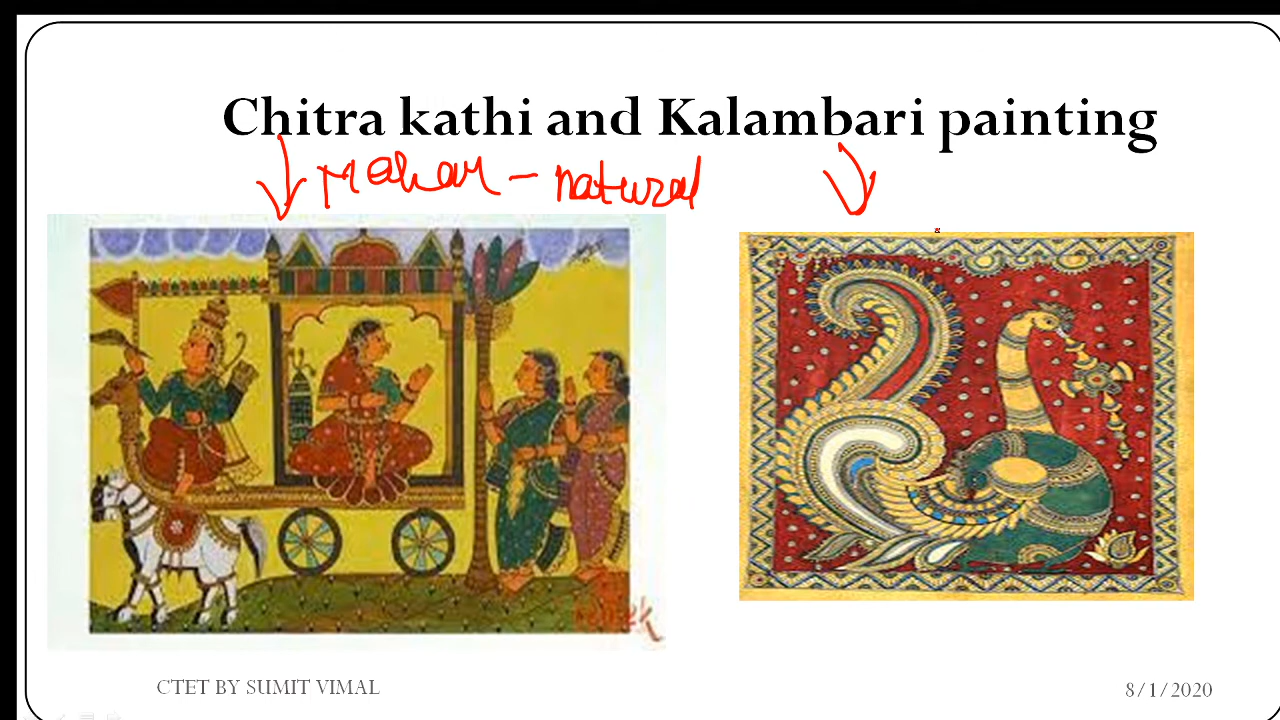 Chitra kathi and Kalambari painting
Mahar - natural
CTET BY SUMIT VIMAL
8/1/2020